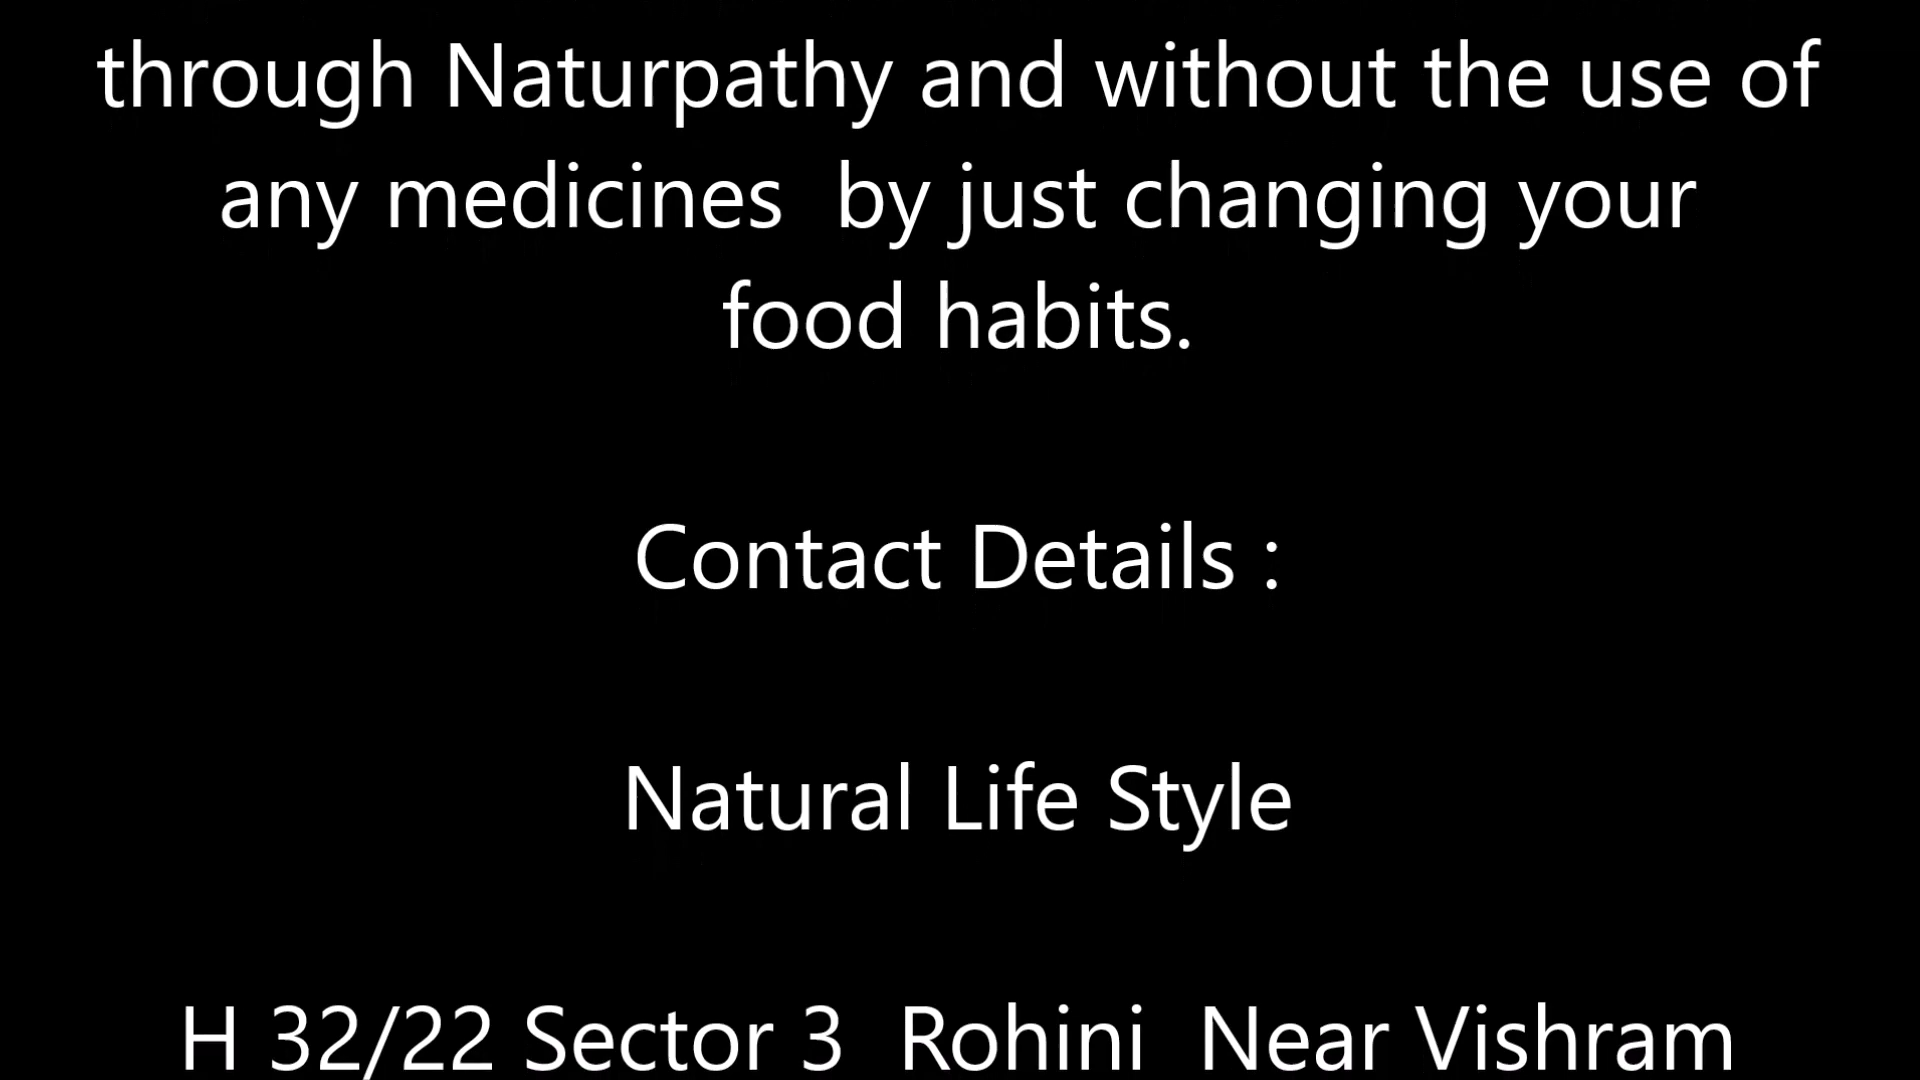 through Naturpathy and without the use of
any medicines  by just changing your
food habits.
Contact Details :
Natural Life Style
H 32/22 Sector 3  Rohini  Near Vishram